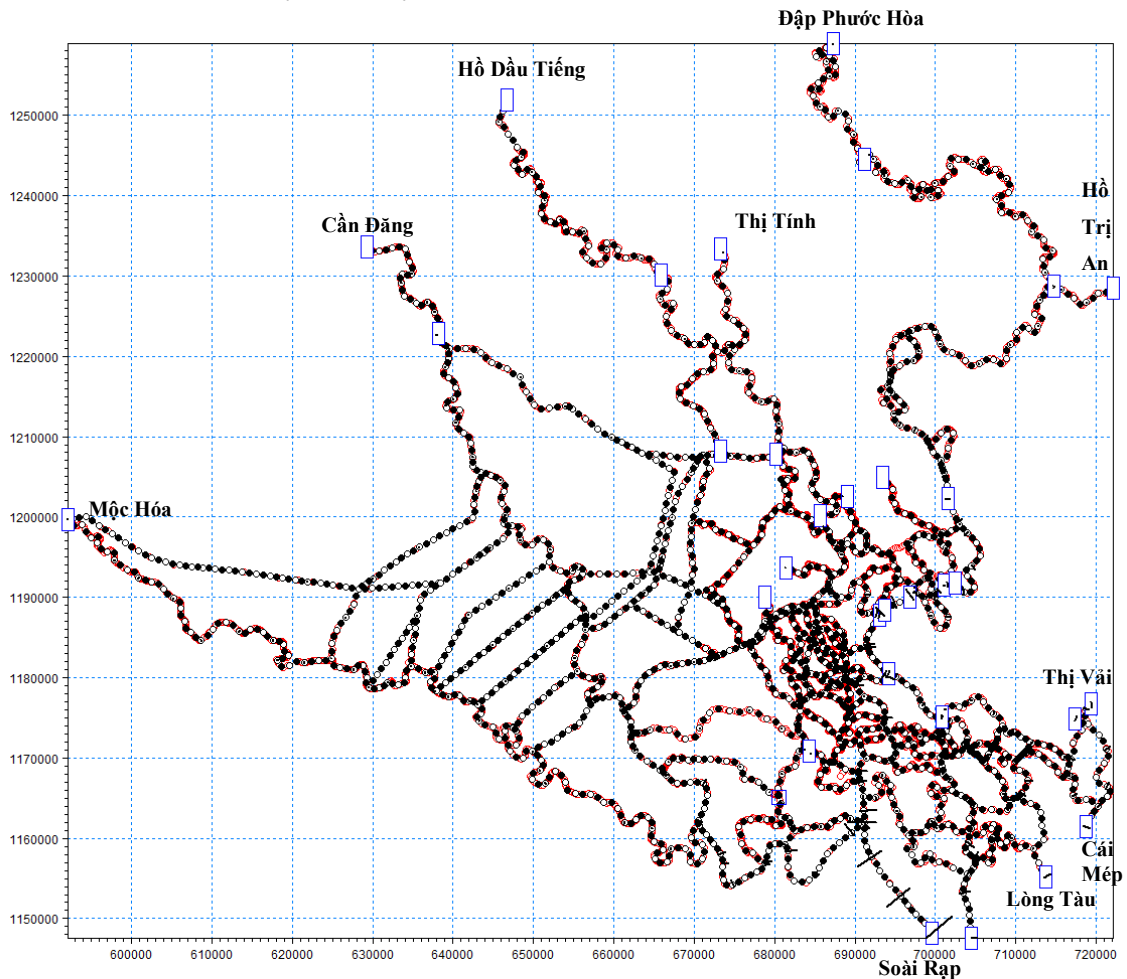 Đập Phước Hòa
Hồ Dầu Tiếng
1250000
1240000
Hồ
Trị
An
Cần Đăng
Thị Tính
1230000
1220000
1210000
Mộc Hóa
1200000
1190000
1180000
Thị Vải
1170000
1160000
Cái
Mép
Lòng Tàu
1150000
600000 610000 620000 630000 640000 650000 660000 670000 680000 690000 700000 710000 720000
Soài Rạp